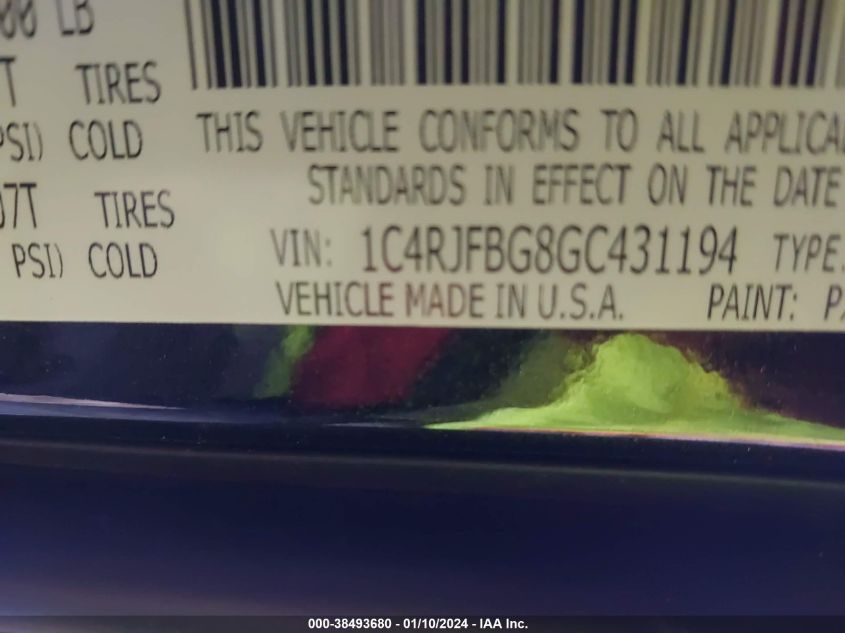 00 LB
T TIRES
PSI) COLD
07T TIRES
PSI) COLD
THIS VEHICLE CONFORMS TO ALL APPLICA
STANDARDS IN EFFECT ON THE DATE
VIN: 1C4RJFBG8GC431194 TYPE:
VEHICLE MADE IN U.S.A. PAINT: PX
000-38493680 - 01/10/2024 - IAA Inc.